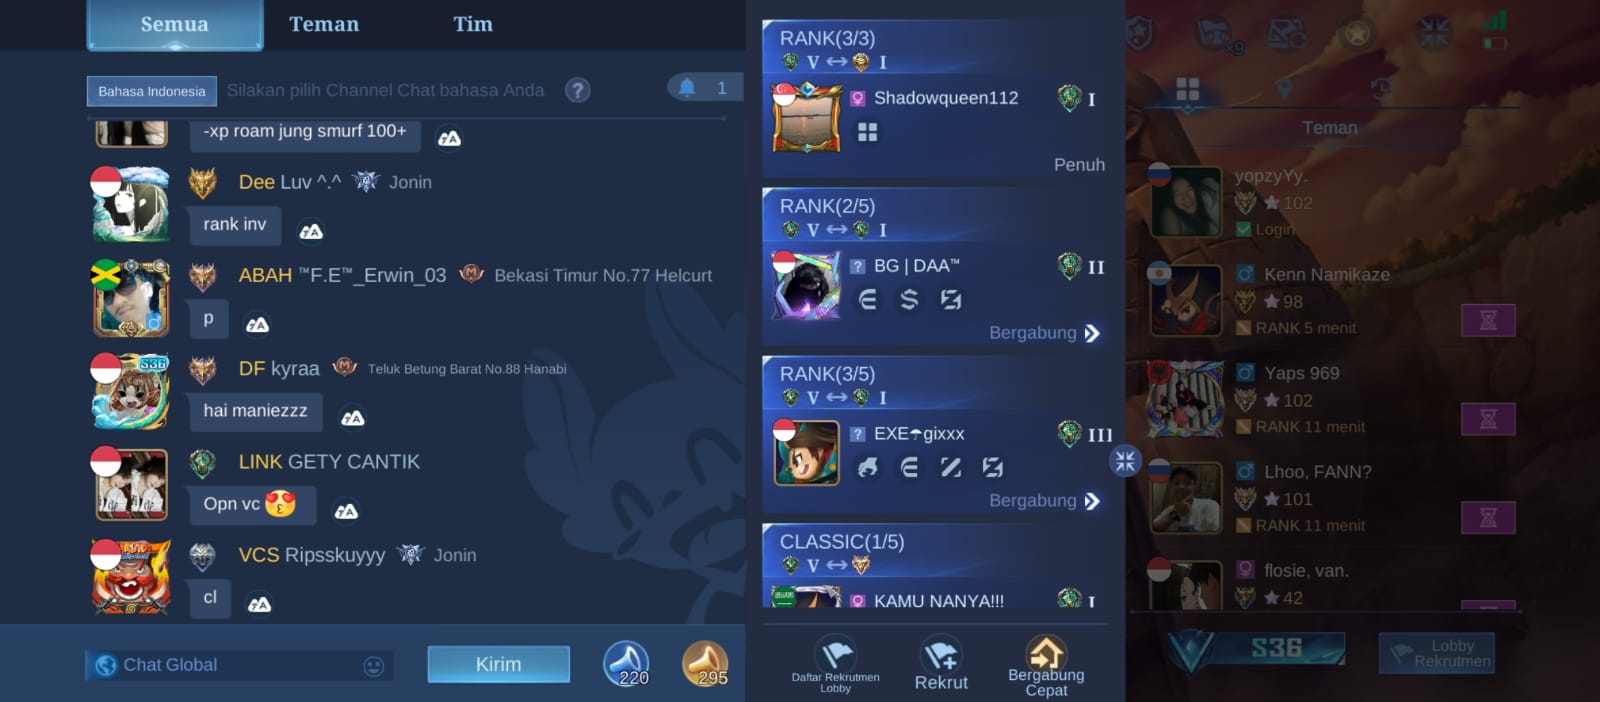 Semua
Teman
Tim
Bahasa Indonesia
Silakan pilih Channel Chat bahasa Anda
?
1
-xp roam jung smurf 100+
Dee Luv ^.^ Jonin
rank inv
ABAH ™F.E™_Erwin_03 Bekasi Timur No.77 Helcurt
p
S36
DF kyraa Teluk Betung Barat No.88 Hanabi
hai maniezzz
LINK GETY CANTIK
Opn vc
VCS Ripsskuyyy Jonin
cl
Chat Global
Kirim
220
295
RANK(3/3)
V ↔ I
Shadowqueen112 I
Penuh
RANK(2/5)
V ↔ I
? BG | DAA™ II
Bergabung
RANK(3/5)
V ↔ I
? EXE☂gixxx III
Bergabung
CLASSIC(1/5)
V ↔
KAMU NANYA!!! I
Daftar Rekrutmen
Lobby
Rekrut
Bergabung
Cepat
x9
Teman
yopzyYy.
102
Login
Kenn Namikaze
98
RANK 5 menit
Yaps 969
102
RANK 11 menit
Lhoo, FANN?
101
RANK 11 menit
flosie, van.
42
S36
Lobby
Rekrutmen